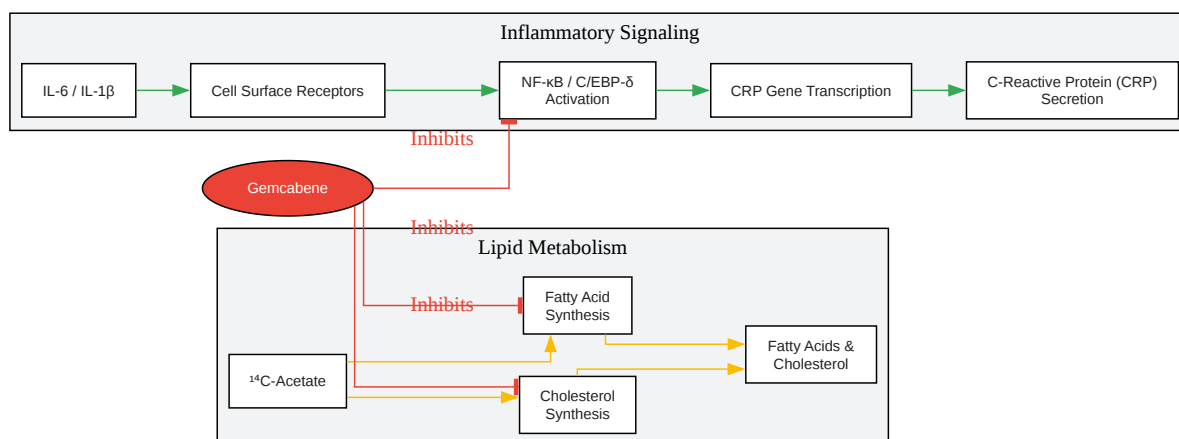 Inflammatory Signaling
IL-6 / IL-1β
Cell Surface Receptors
NF-κB / C/EBP-δ
Activation
CRP Gene Transcription
C-Reactive Protein (CRP)
Secretion
Inhibits
Gemcabene
Inhibits
Lipid Metabolism
Inhibits
Fatty Acid
Synthesis
Fatty Acids &
Cholesterol
¹⁴C-Acetate
Cholesterol
Synthesis